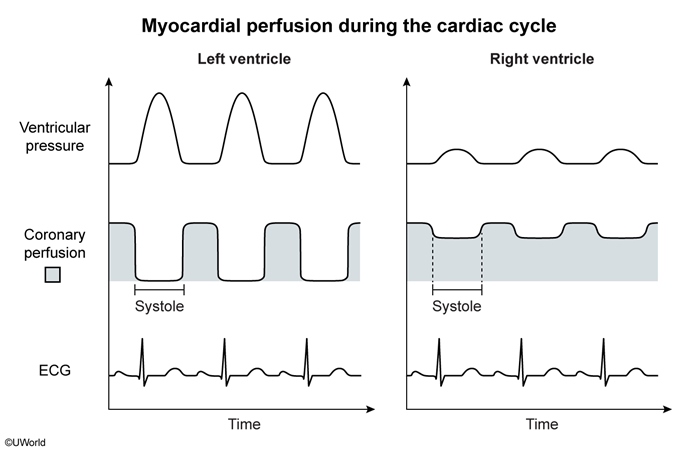 Myocardial perfusion during the cardiac cycle
Left ventricle
Right ventricle
Ventricular
pressure
Coronary
perfusion
Systole
Systole
ECG
Time
Time
©UWorld